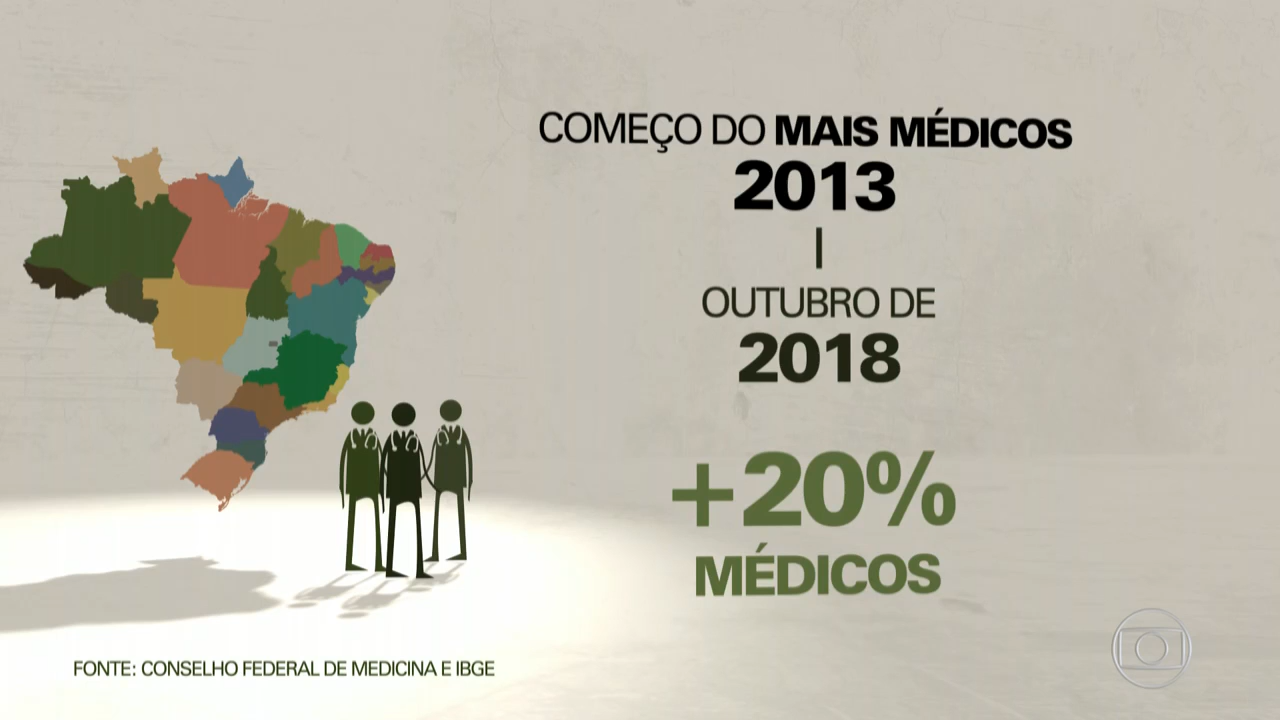 COMEÇO DO MAIS MÉDICOS
2013
OUTUBRO DE
2018
+20%
MÉDICOS
FONTE: CONSELHO FEDERAL DE MEDICINA E IBGE